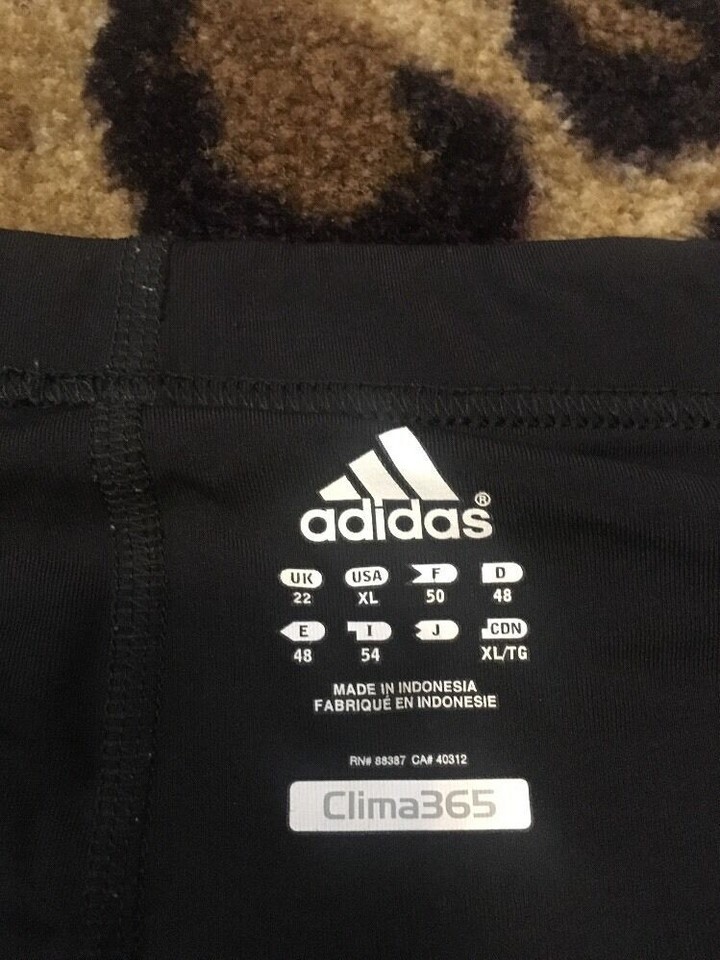 adidas®
UK USA F D
22 XL 50 48
E I J CDN
48 54 XL/TG
MADE IN INDONESIA
FABRIQUÉ EN INDONESIE
RN# 88387 CA# 40312
Clima365